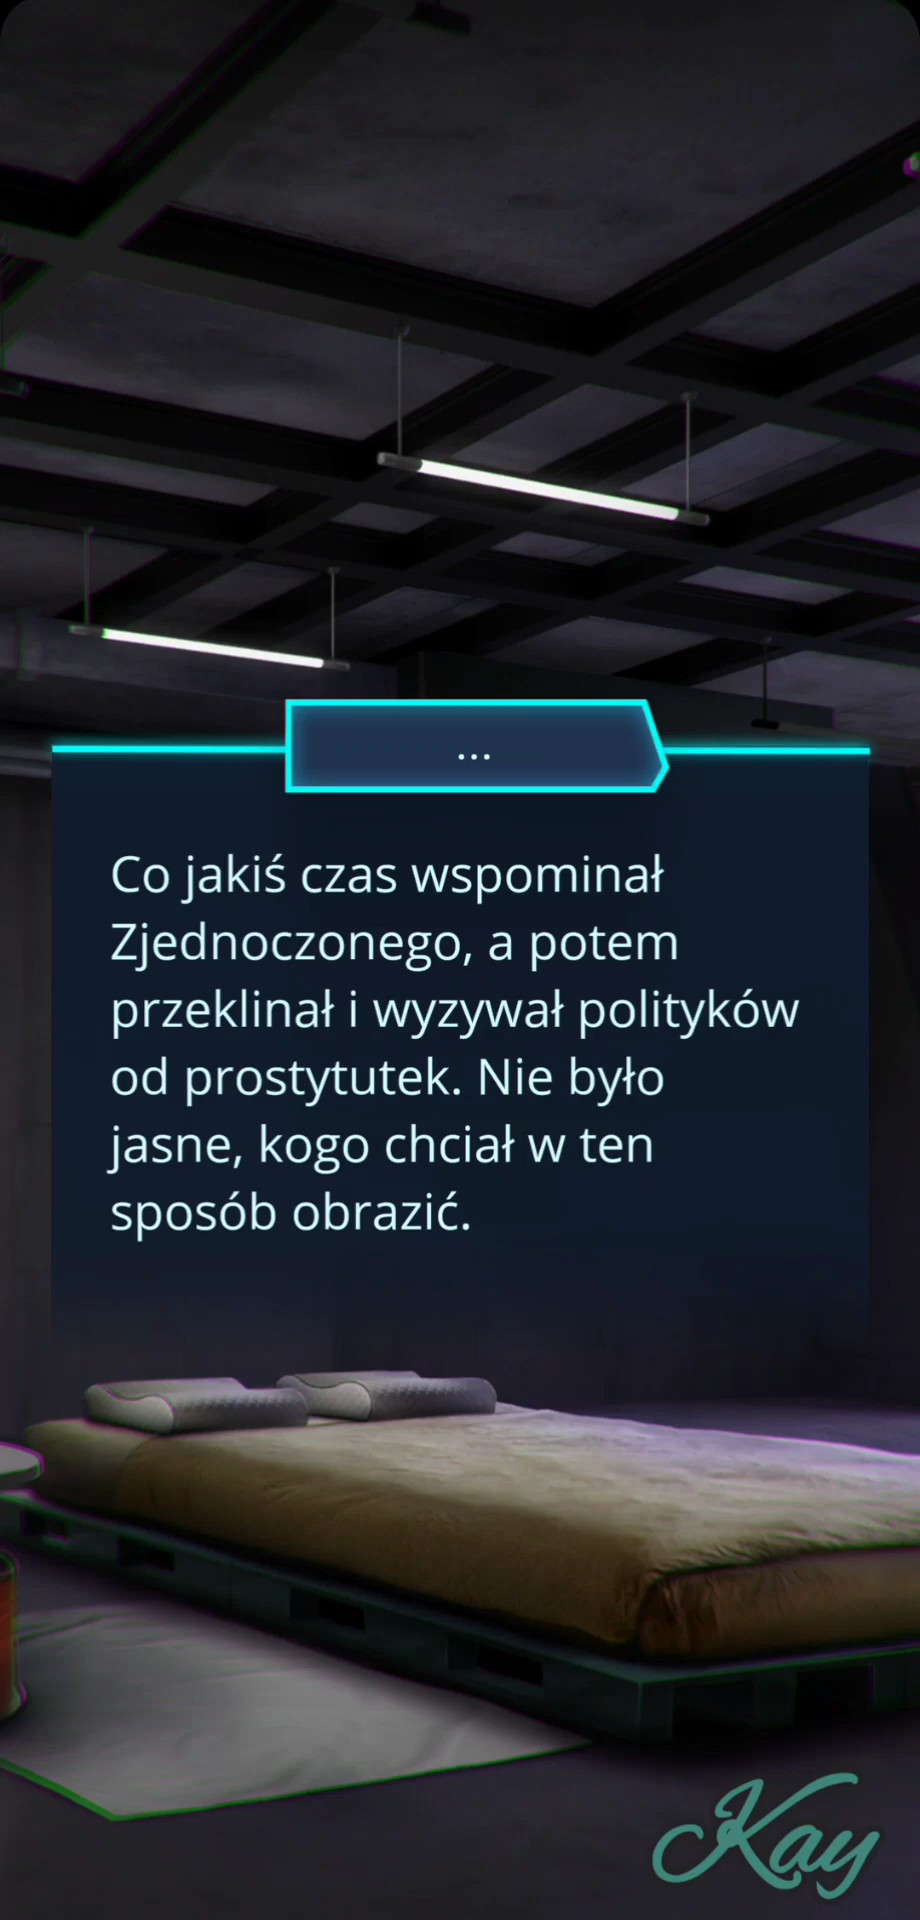 ...
Co jakiś czas wspominał
Zjednoczonego, a potem
przeklinał i wyzywał polityków
od prostytutek. Nie było
jasne, kogo chciał w ten
sposób obrazić.
Kay